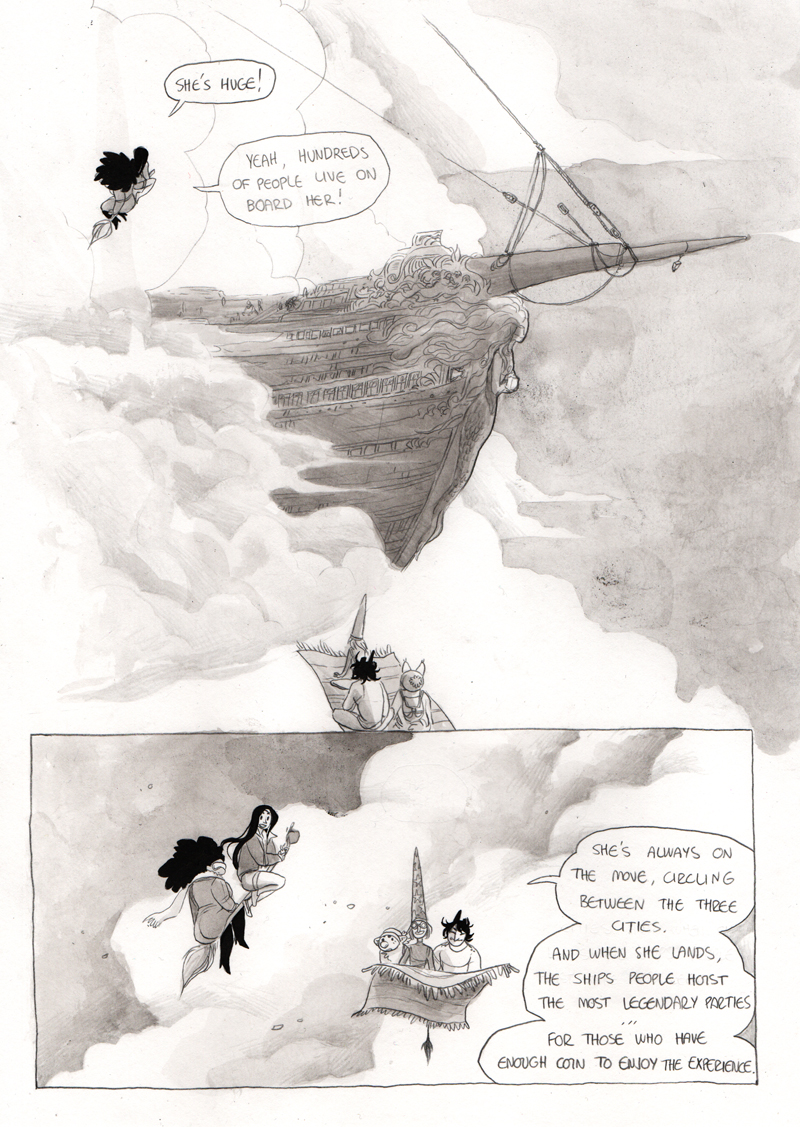 SHE'S HUGE!
YEAH, HUNDREDS
OF PEOPLE LIVE ON
BOARD HER!
SHE'S ALWAYS ON
THE MOVE, CIRCLING
BETWEEN THE THREE
CITIES.
AND WHEN SHE LANDS,
THE SHIPS PEOPLE HOIST
THE MOST LEGENDARY PARTIES
...
FOR THOSE WHO HAVE
ENOUGH COIN TO ENJOY THE EXPERIENCE.